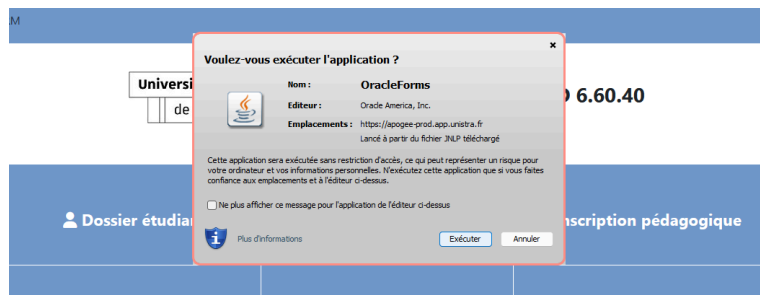 AM
Voulez-vous exécuter l'application ?
Nom : OracleForms
Editeur : Oracle America, Inc.
Emplacements : https://apogee-prod.app.unistra.fr
Lancé à partir du fichier JNLP téléchargé
Universi
de
6.60.40
Cette application sera exécutée sans restriction d'accès, ce qui peut représenter un risque pour
votre ordinateur et vos informations personnelles. N'exécutez cette application que si vous faites
confiance aux emplacements et à l'éditeur ci-dessus.
Ne plus afficher ce message pour l'application de l'éditeur ci-dessus
Dossier étudian
nscription pédagogique
Plus d'informations
Exécuter
Annuler